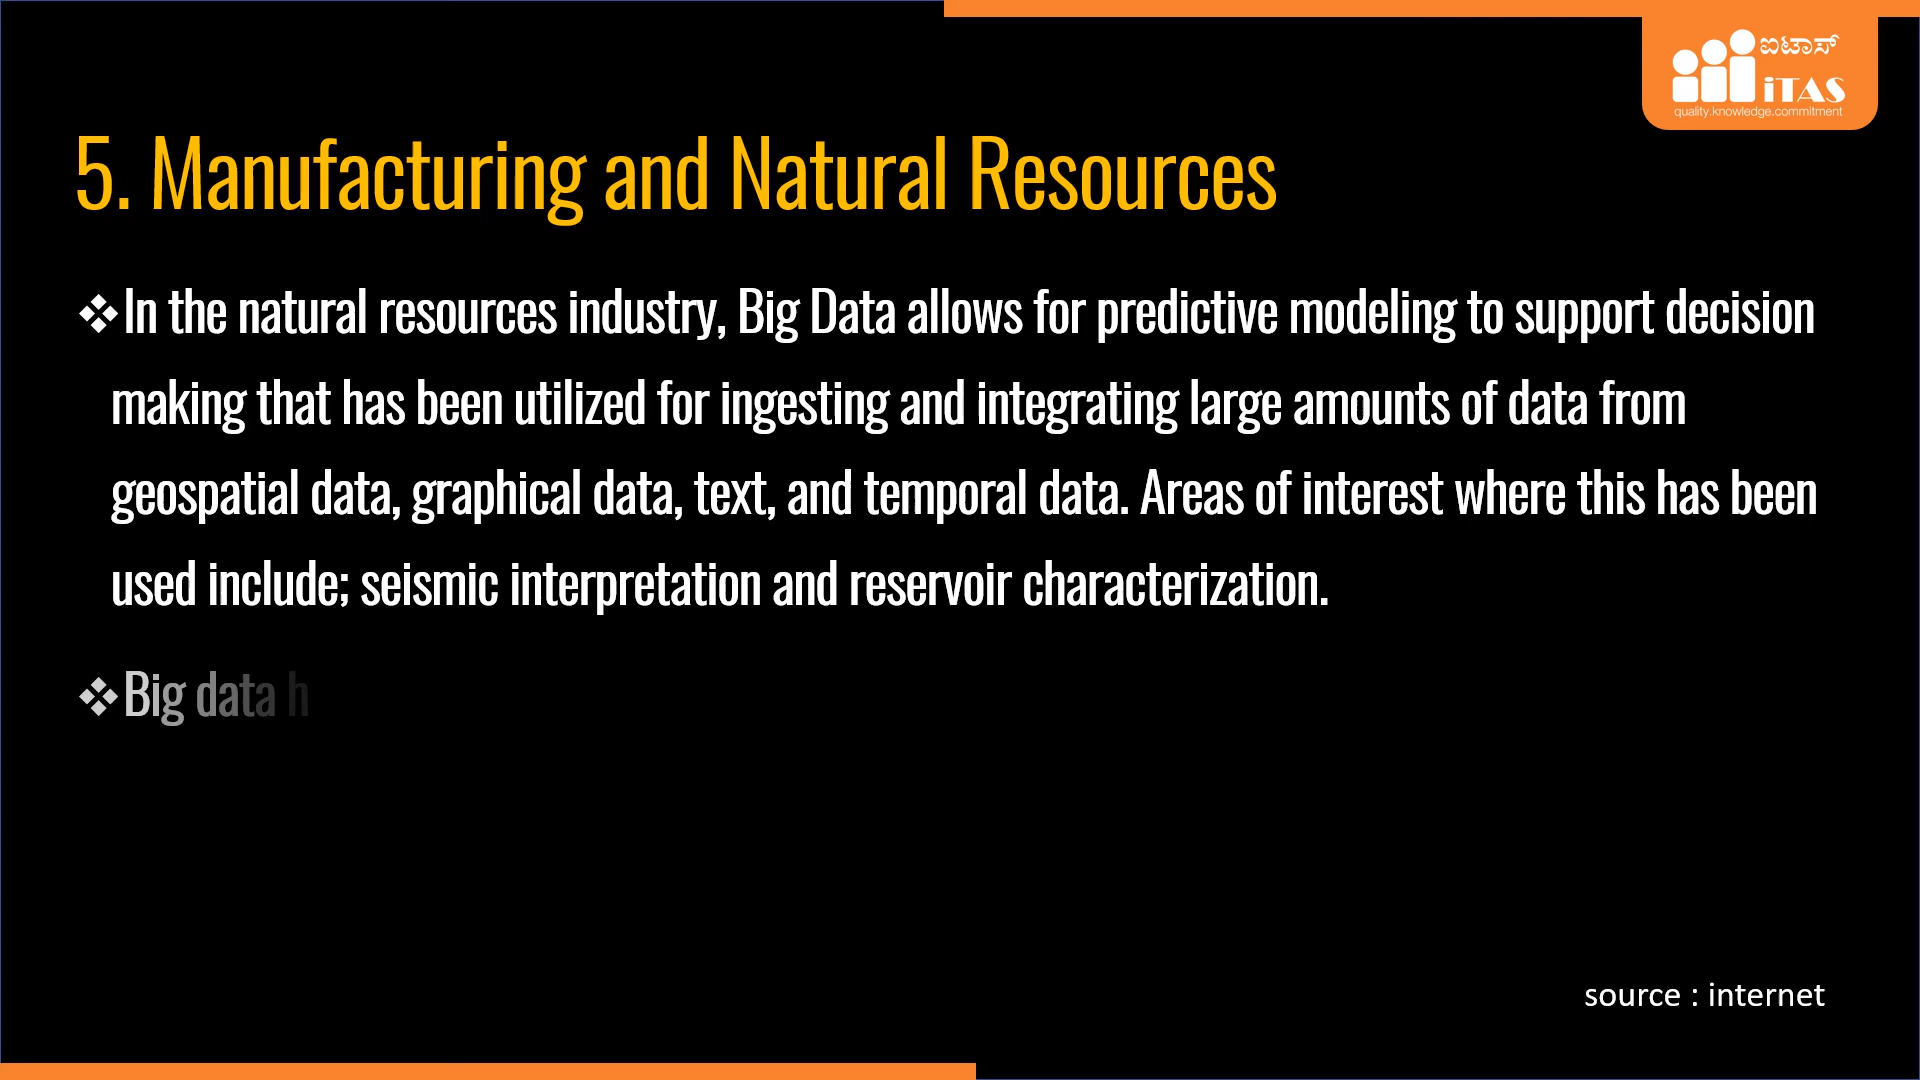 ಐಟಾಸ್
iTAS
quality.knowledge.commitment
5. Manufacturing and Natural Resources
❖In the natural resources industry, Big Data allows for predictive modeling to support decision
making that has been utilized for ingesting and integrating large amounts of data from
geospatial data, graphical data, text, and temporal data. Areas of interest where this has been
used include; seismic interpretation and reservoir characterization.
❖Big data h
source : internet